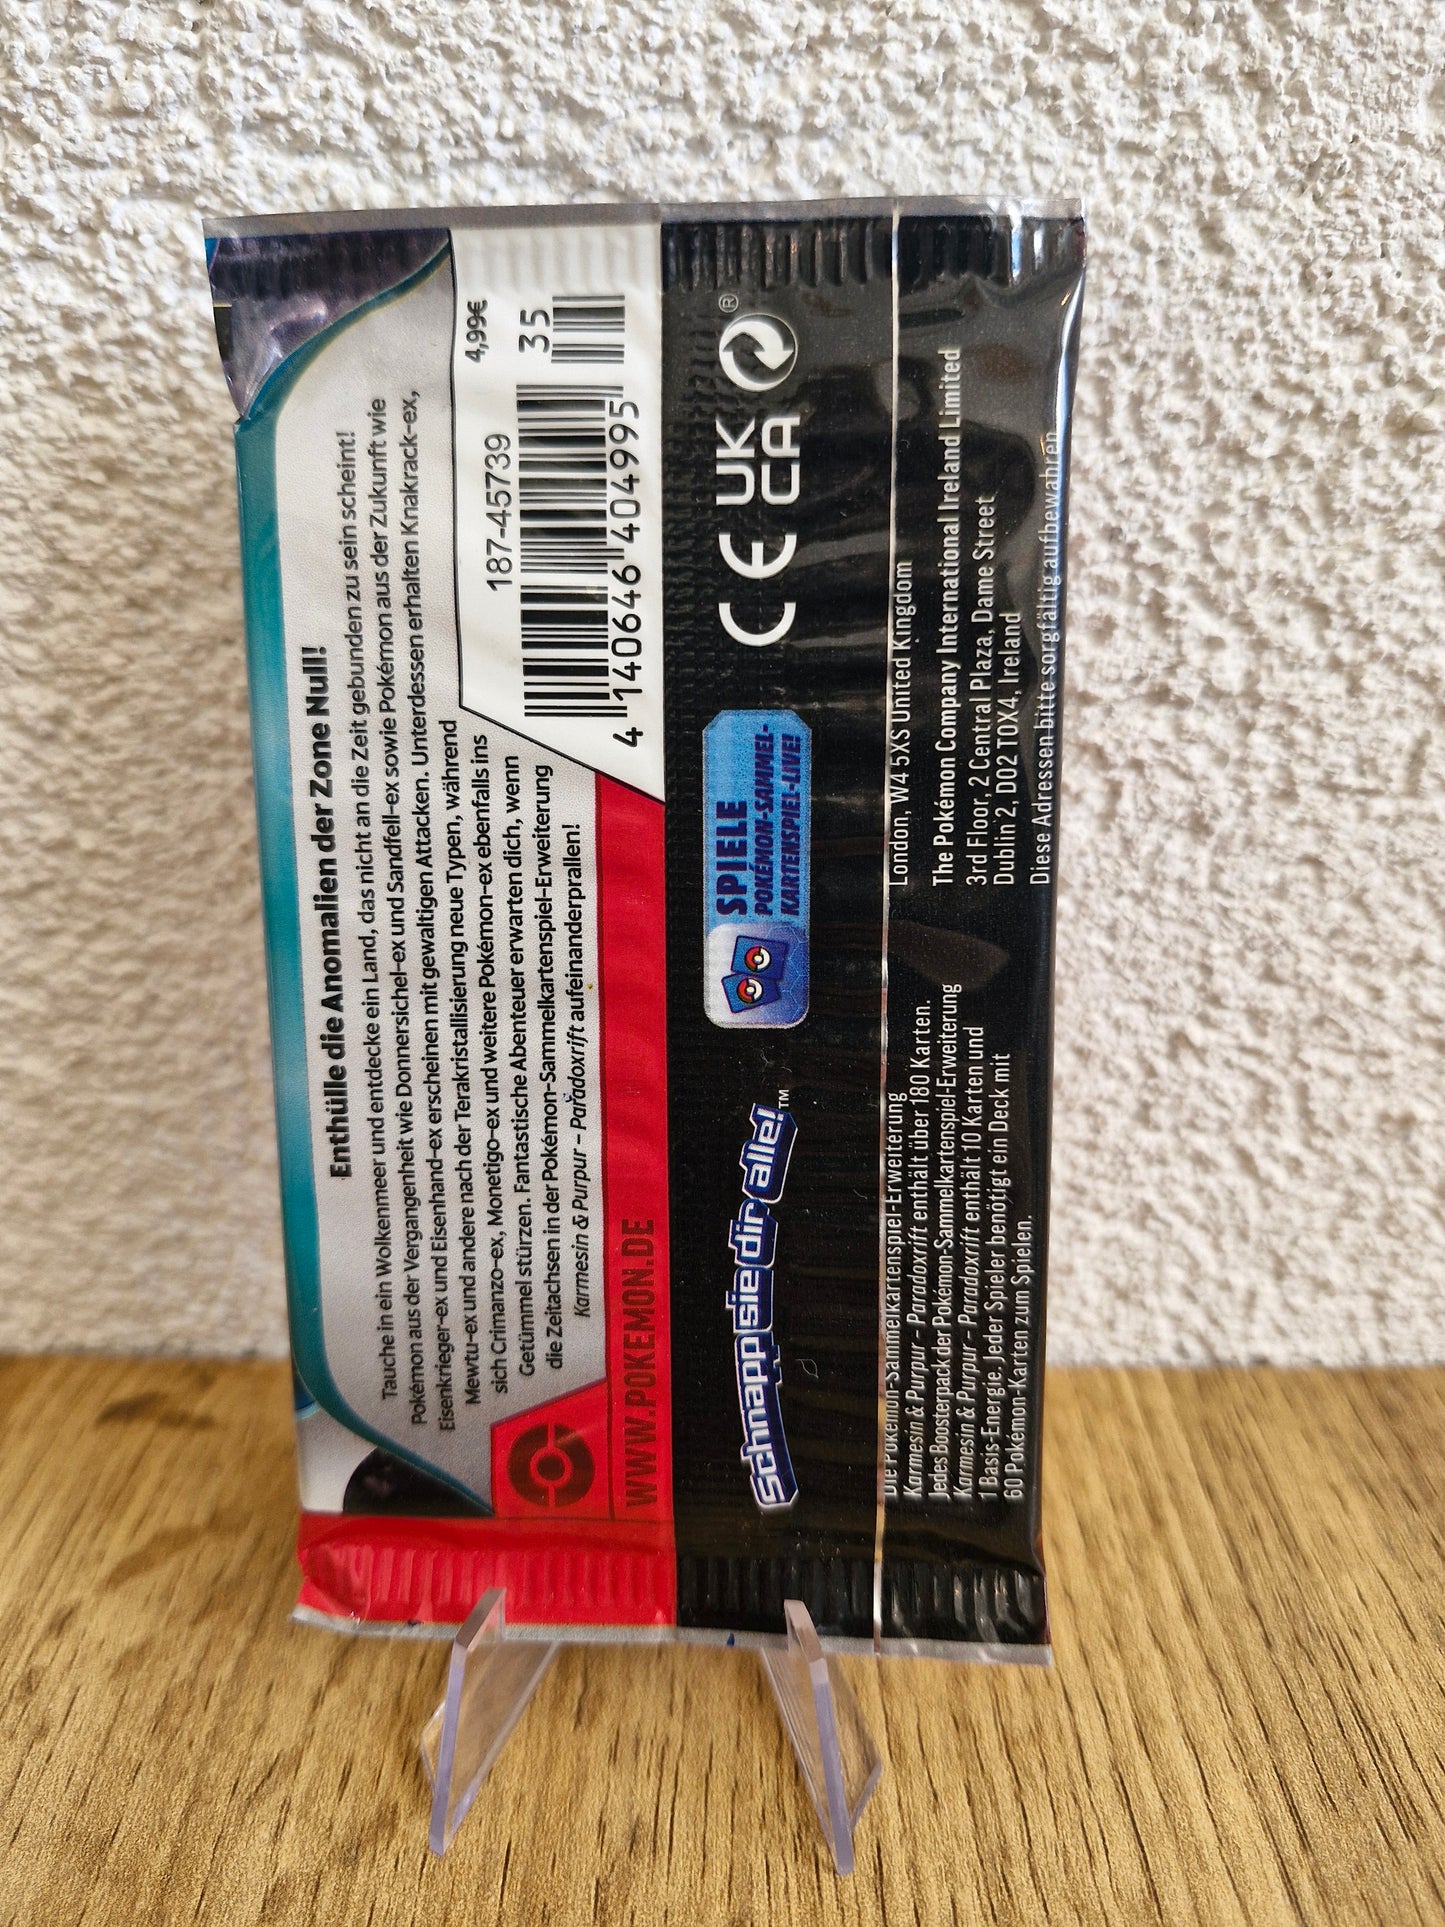 Enthülle die Anomalien der Zone Null!
Tauche in ein Wolkenmeer und entdecke ein Land, das nicht an die Zeit gebunden zu sein scheint!
Pokémon aus der Vergangenheit wie Donnersichel-ex und Sandfell-ex sowie Pokémon aus der Zukunft wie
Eisenkrieger-ex und Eisenhand-ex erscheinen mit gewaltigen Attacken. Unterdessen erhalten Knakrack-ex,
Mewtu-ex und andere nach der Terakristallisierung neue Typen, während
sich Crimanzo-ex, Monetigo-ex und weitere Pokémon-ex ebenfalls ins
Getümmel stürzen. Fantastische Abenteuer erwarten dich, wenn
die Zeitachsen in der Pokémon-Sammelkartenspiel-Erweiterung
Karmesin & Purpur – Paradoxrift aufeinanderprallen!
4,99€
187-45739
35
4 140646 404995
WWW.POKEMON.DE
Schnapp sie dir alle!™
SPIELE
POKÉMON-SAMMEL-
KARTENSPIEL-LIVE!
CE
UK
CA
®
Die Pokémon-Sammelkartenspiel-Erweiterung
Karmesin & Purpur – Paradoxrift enthält über 180 Karten.
Jedes Boosterpack der Pokémon-Sammelkartenspiel-Erweiterung
Karmesin & Purpur – Paradoxrift enthält 10 Karten und
1 Basis-Energie. Jeder Spieler benötigt ein Deck mit
60 Pokémon-Karten zum Spielen.
London, W4 5XS United Kingdom
The Pokémon Company International Ireland Limited
3rd Floor, 2 Central Plaza, Dame Street
Dublin 2, D02 T0X4, Ireland
Diese Adressen bitte sorgfältig aufbewahren